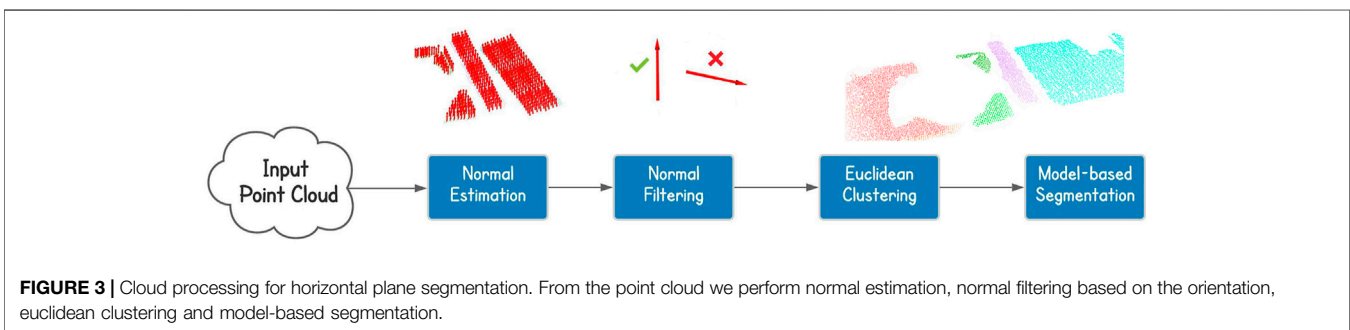 Input
Point Cloud
Normal
Estimation
Normal
Filtering
Euclidean
Clustering
Model-based
Segmentation
FIGURE 3 | Cloud processing for horizontal plane segmentation. From the point cloud we perform normal estimation, normal filtering based on the orientation,
euclidean clustering and model-based segmentation.